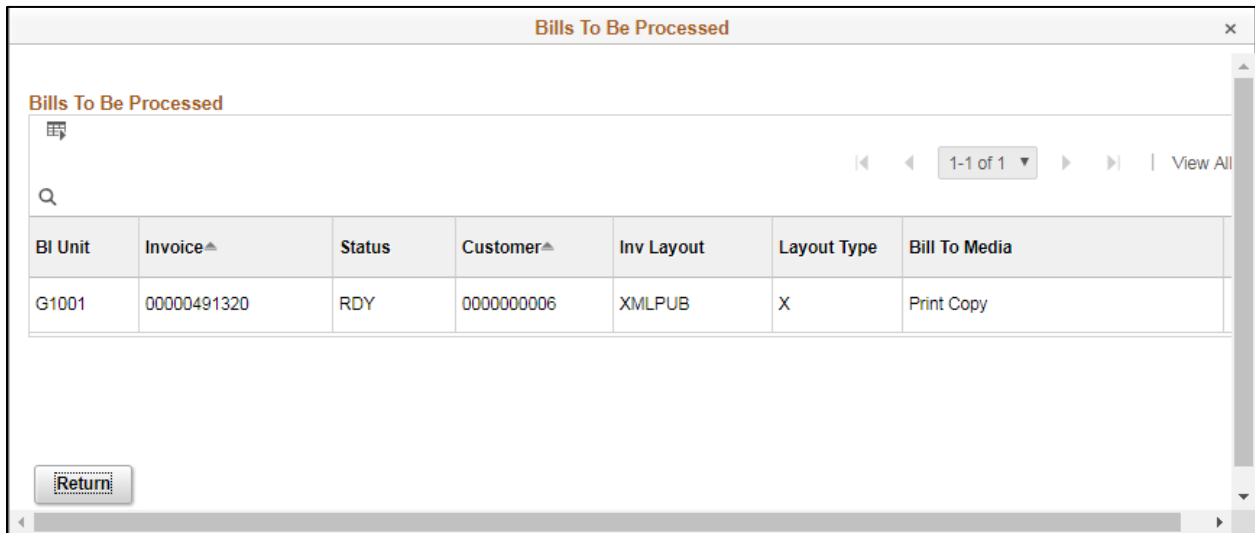 Bills To Be Processed
Bills To Be Processed
1-1 of 1
View All
BI Unit Invoice Status Customer Inv Layout Layout Type Bill To Media
G1001 00000491320 RDY 0000000006 XMLPUB X Print Copy
Return